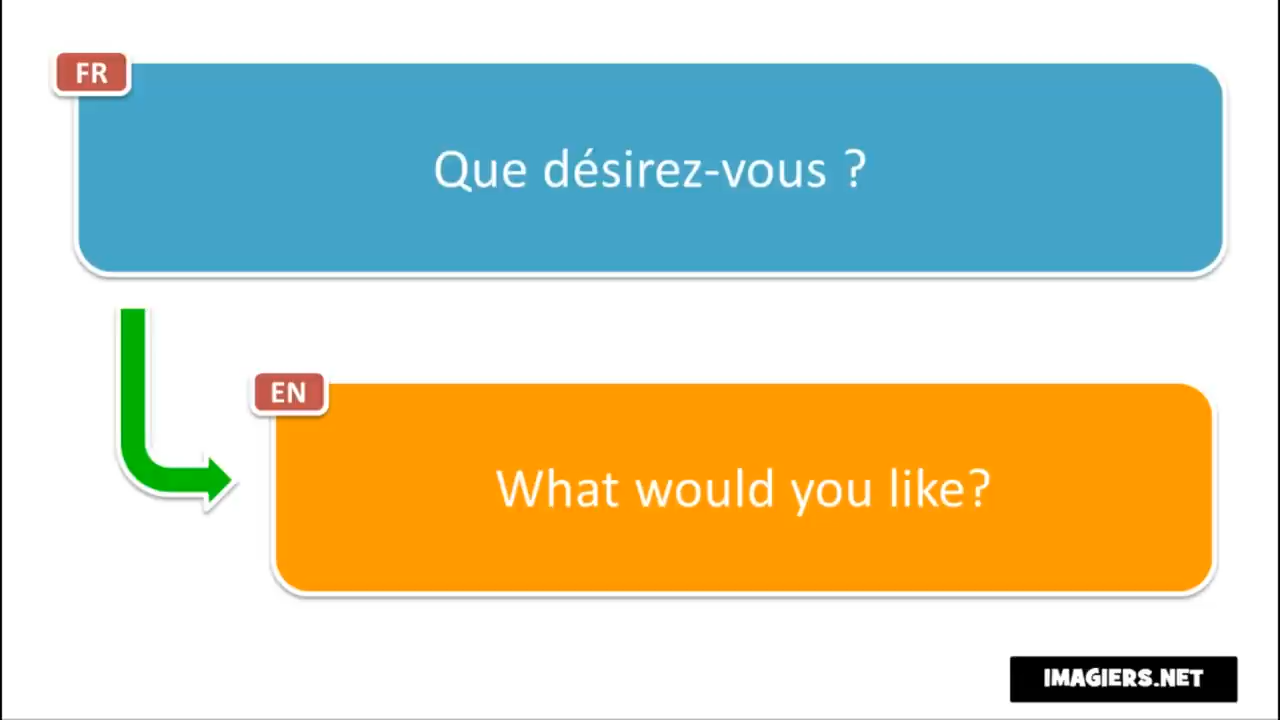 FR
Que désirez-vous ?
EN
What would you like?
IMAGIERS.NET